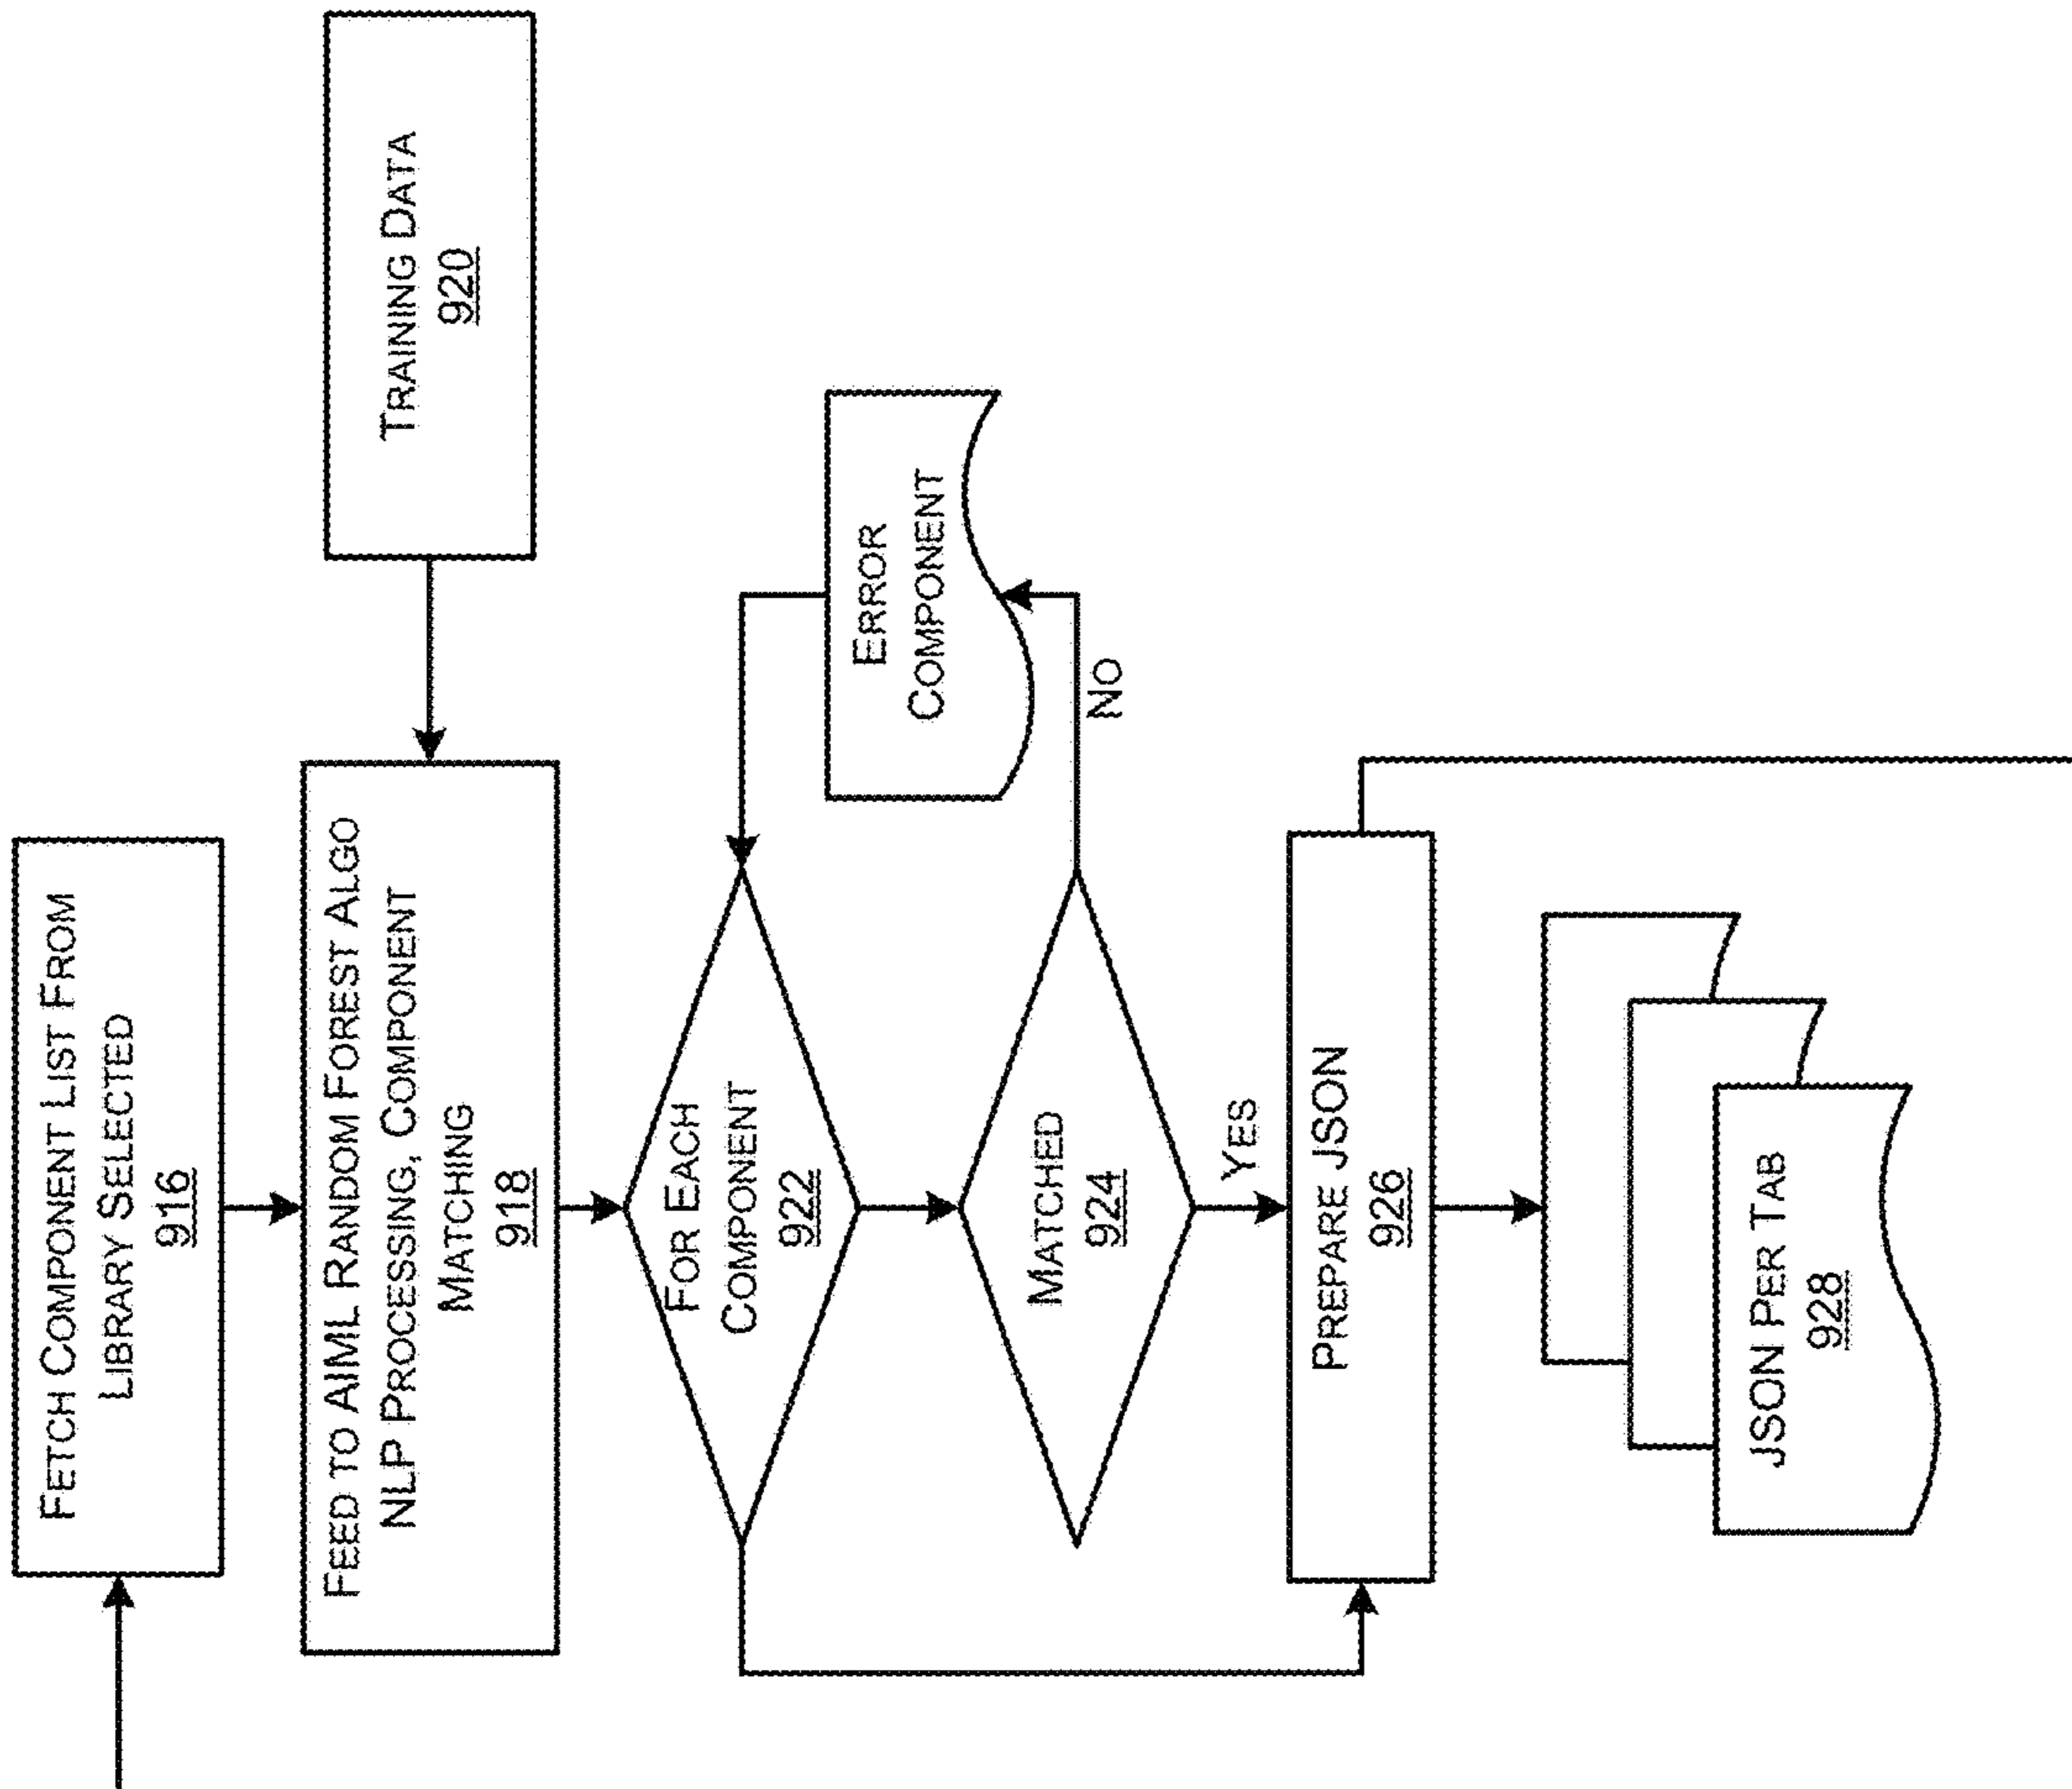 FETCH COMPONENT LIST FROM
LIBRARY SELECTED
916
FEED TO AIML RANDOM FOREST ALGO
NLP PROCESSING, COMPONENT
MATCHING
918
TRAINING DATA
920
FOR EACH
COMPONENT
922
ERROR
COMPONENT
MATCHED
924
NO
YES
PREPARE JSON
926
JSON PER TAB
928